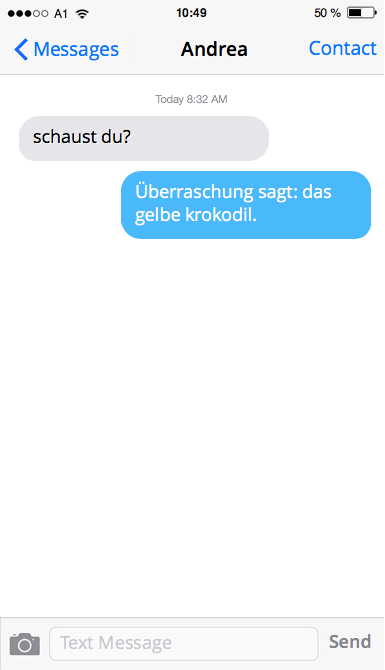 A1 10:49 50 %
Messages Andrea Contact
Today 8:32 AM
schaust du?
Überraschung sagt: das
gelbe krokodil.
Text Message Send